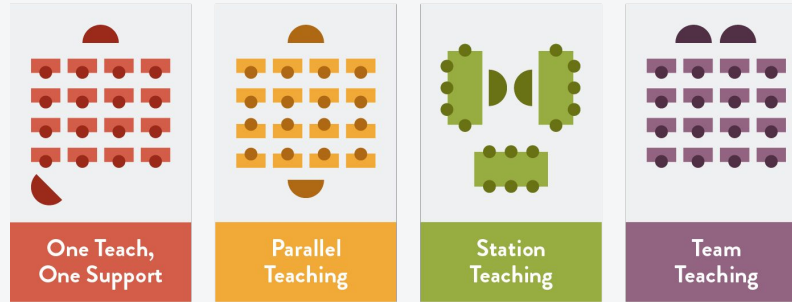 One Teach,
One Support
Parallel
Teaching
Station
Teaching
Team
Teaching